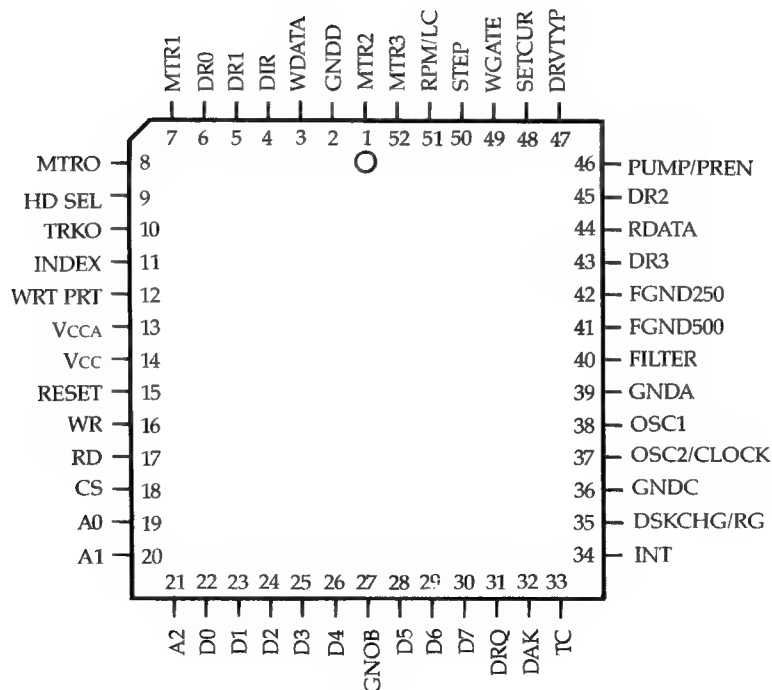 MTR1 DR0 DR1 DIR WDATA GNDD MTR2 MTR3 RPM/LC STEP WGATE SETCUR DRVTYP
7 6 5 4 3 2 1 52 51 50 49 48 47
MTRO 8 46 PUMP/PREN
HD SEL 9 45 DR2
TRKO 10 44 RDATA
INDEX 11 43 DR3
WRT PRT 12 42 FGND250
VCCA 13 41 FGND500
VCC 14 40 FILTER
RESET 15 39 GNDA
WR 16 38 OSC1
RD 17 37 OSC2/CLOCK
CS 18 36 GNDC
A0 19 35 DSKCHG/RG
A1 20 34 INT
21 22 23 24 25 26 27 28 29 30 31 32 33
A2 D0 D1 D2 D3 D4 GNOB D5 D6 D7 DRQ DAK TC